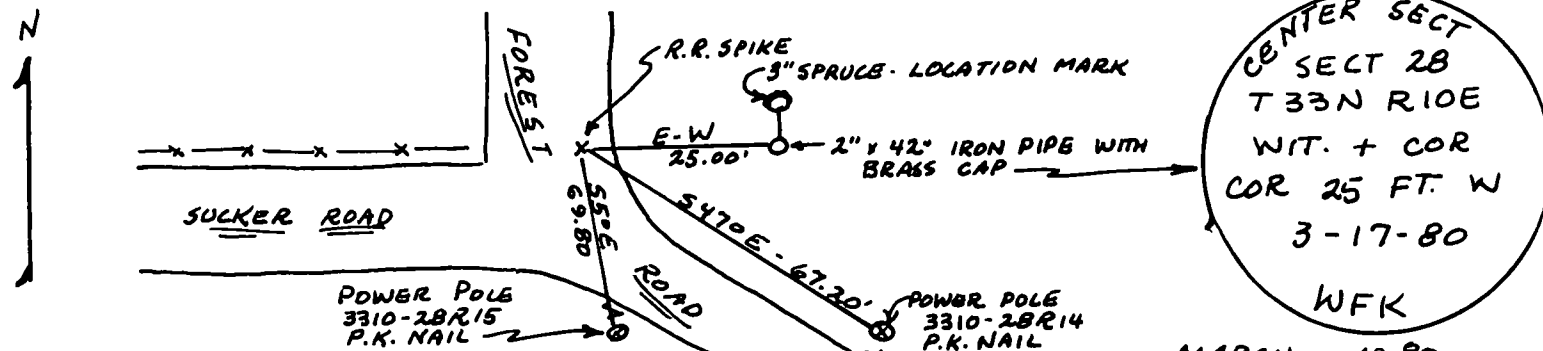 N
FOREST
R.R. SPIKE
3" SPRUCE. LOCATION MARK
E-W
25.00'
2" x 42" IRON PIPE WITH
BRASS CAP
CENTER SECT
SECT 28
T 33N R10E
WIT. + COR
COR 25 FT. W
3-17-80
WFK
SUCKER ROAD
S5°E
69.80
S47°E - 67.20'
ROAD
POWER POLE
3310-28R15
P.K. NAIL
POWER POLE
3310-28R14
P.K. NAIL